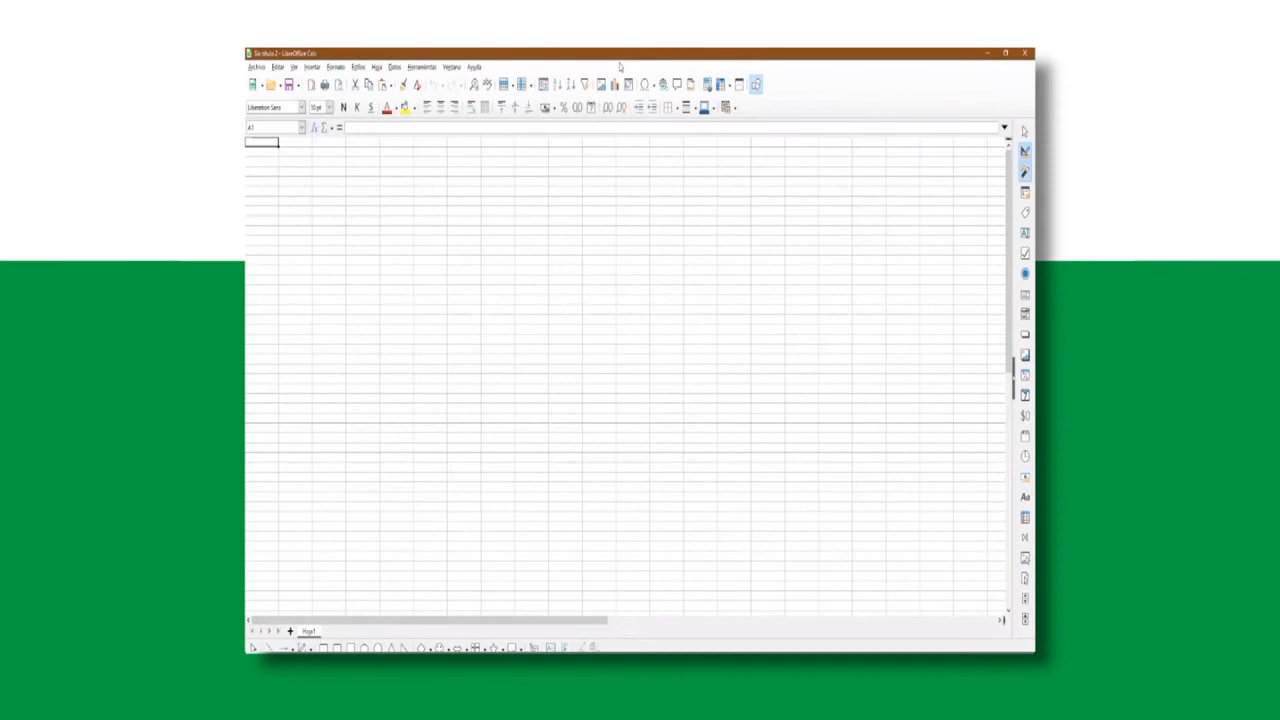 Sin título 2 - LibreOffice Calc
Archivo Editar Ver Insertar Formato Estilos Hoja Datos Herramientas Ventana Ayuda
Liberation Sans 10 pt N K S
A1
Hoja1